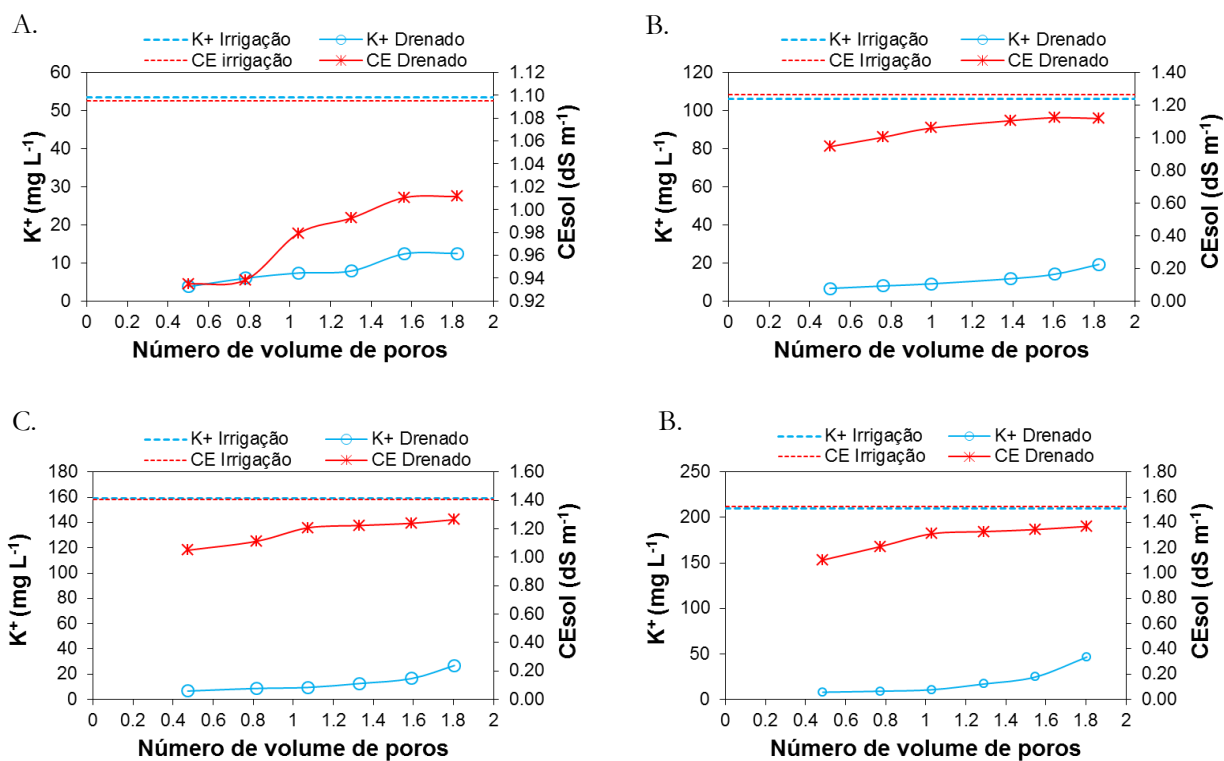 A.
K+ Irrigação K+ Drenado
CE irrigação CE Drenado
60 1.12
50 1.10
40 1.08
30 1.06
20 1.04
10 1.02
0 1.00
0.98
0.96
0.94
0.92
K⁺ (mg L⁻¹)
CEsol (dS m⁻¹)
0 0.2 0.4 0.6 0.8 1 1.2 1.4 1.6 1.8 2
Número de volume de poros
B.
K+ Irrigação K+ Drenado
CE Irrigação CE Drenado
120 1.40
100 1.20
80 1.00
60 0.80
40 0.60
20 0.40
0 0.20
0.00
K⁺ (mg L⁻¹)
CEsol (dS m⁻¹)
0 0.2 0.4 0.6 0.8 1 1.2 1.4 1.6 1.8 2
Número de volume de poros
C.
K+ Irrigação K+ Drenado
CE Irrigação CE Drenado
180 1.60
160 1.40
140 1.20
120 1.00
100 0.80
80 0.60
60 0.40
40 0.20
20 0.00
0
K⁺ (mg L⁻¹)
CEsol (dS m⁻¹)
0 0.2 0.4 0.6 0.8 1 1.2 1.4 1.6 1.8 2
Número de volume de poros
B.
K+ Irrigação K+ Drenado
CE Irrigação CE Drenado
250 1.80
200 1.60
150 1.40
100 1.20
50 1.00
0 0.80
0.60
0.40
0.20
0.00
K⁺ (mg L⁻¹)
CEsol (dS m⁻¹)
0 0.2 0.4 0.6 0.8 1 1.2 1.4 1.6 1.8 2
Número de volume de poros